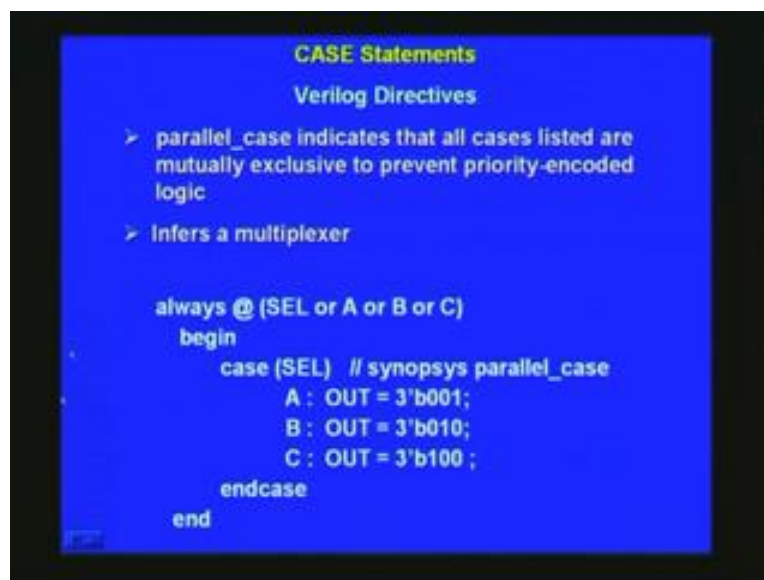 CASE Statements
Verilog Directives
➢ parallel_case indicates that all cases listed are
mutually exclusive to prevent priority-encoded
logic
➢ Infers a multiplexer
always @ (SEL or A or B or C)
begin
case (SEL) // synopsys parallel_case
A : OUT = 3'b001;
B : OUT = 3'b010;
C : OUT = 3'b100 ;
endcase
end